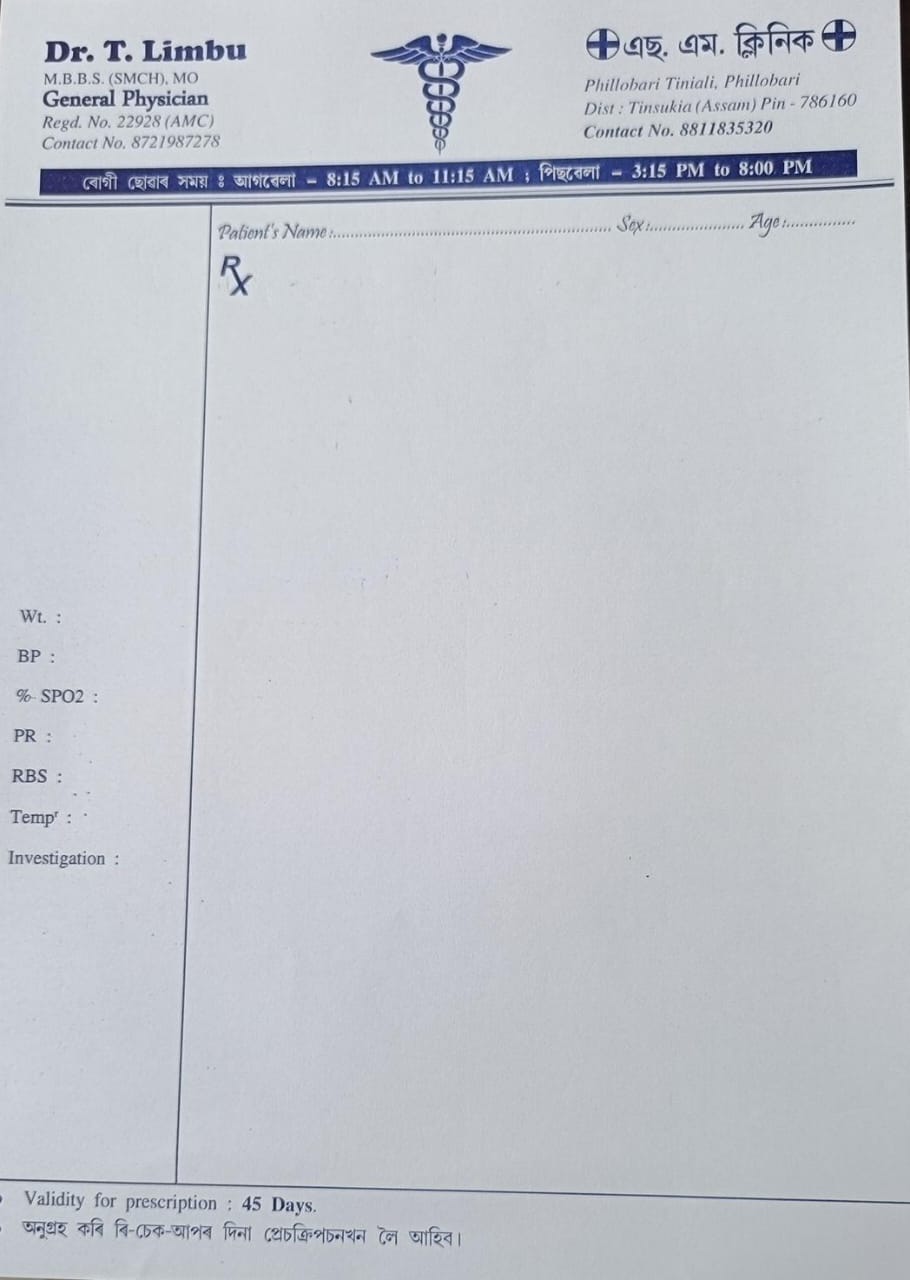 Dr. T. Limbu
M.B.B.S. (SMCH), MO
General Physician
Regd. No. 22928 (AMC)
Contact No. 8721987278
এছ. এম. ক্লিনিক
Phillobari Tiniali, Phillobari
Dist : Tinsukia (Assam) Pin - 786160
Contact No. 8811835320
ৰোগী ছোৱাৰ সময় ঃ আগবেলা – 8:15 AM to 11:15 AM ; পিছবেলা – 3:15 PM to 8:00 PM
Patient's Name:.......................................................... Sex:..................... Age:...............
Rx
Wt. :
BP :
% SPO2 :
PR :
RBS :
Tempʳ :
Investigation :
Validity for prescription : 45 Days.
অনুগ্ৰহ কৰি ৰি-চেক-আপৰ দিনা প্ৰেচক্ৰিপচনখন লৈ আহিব।